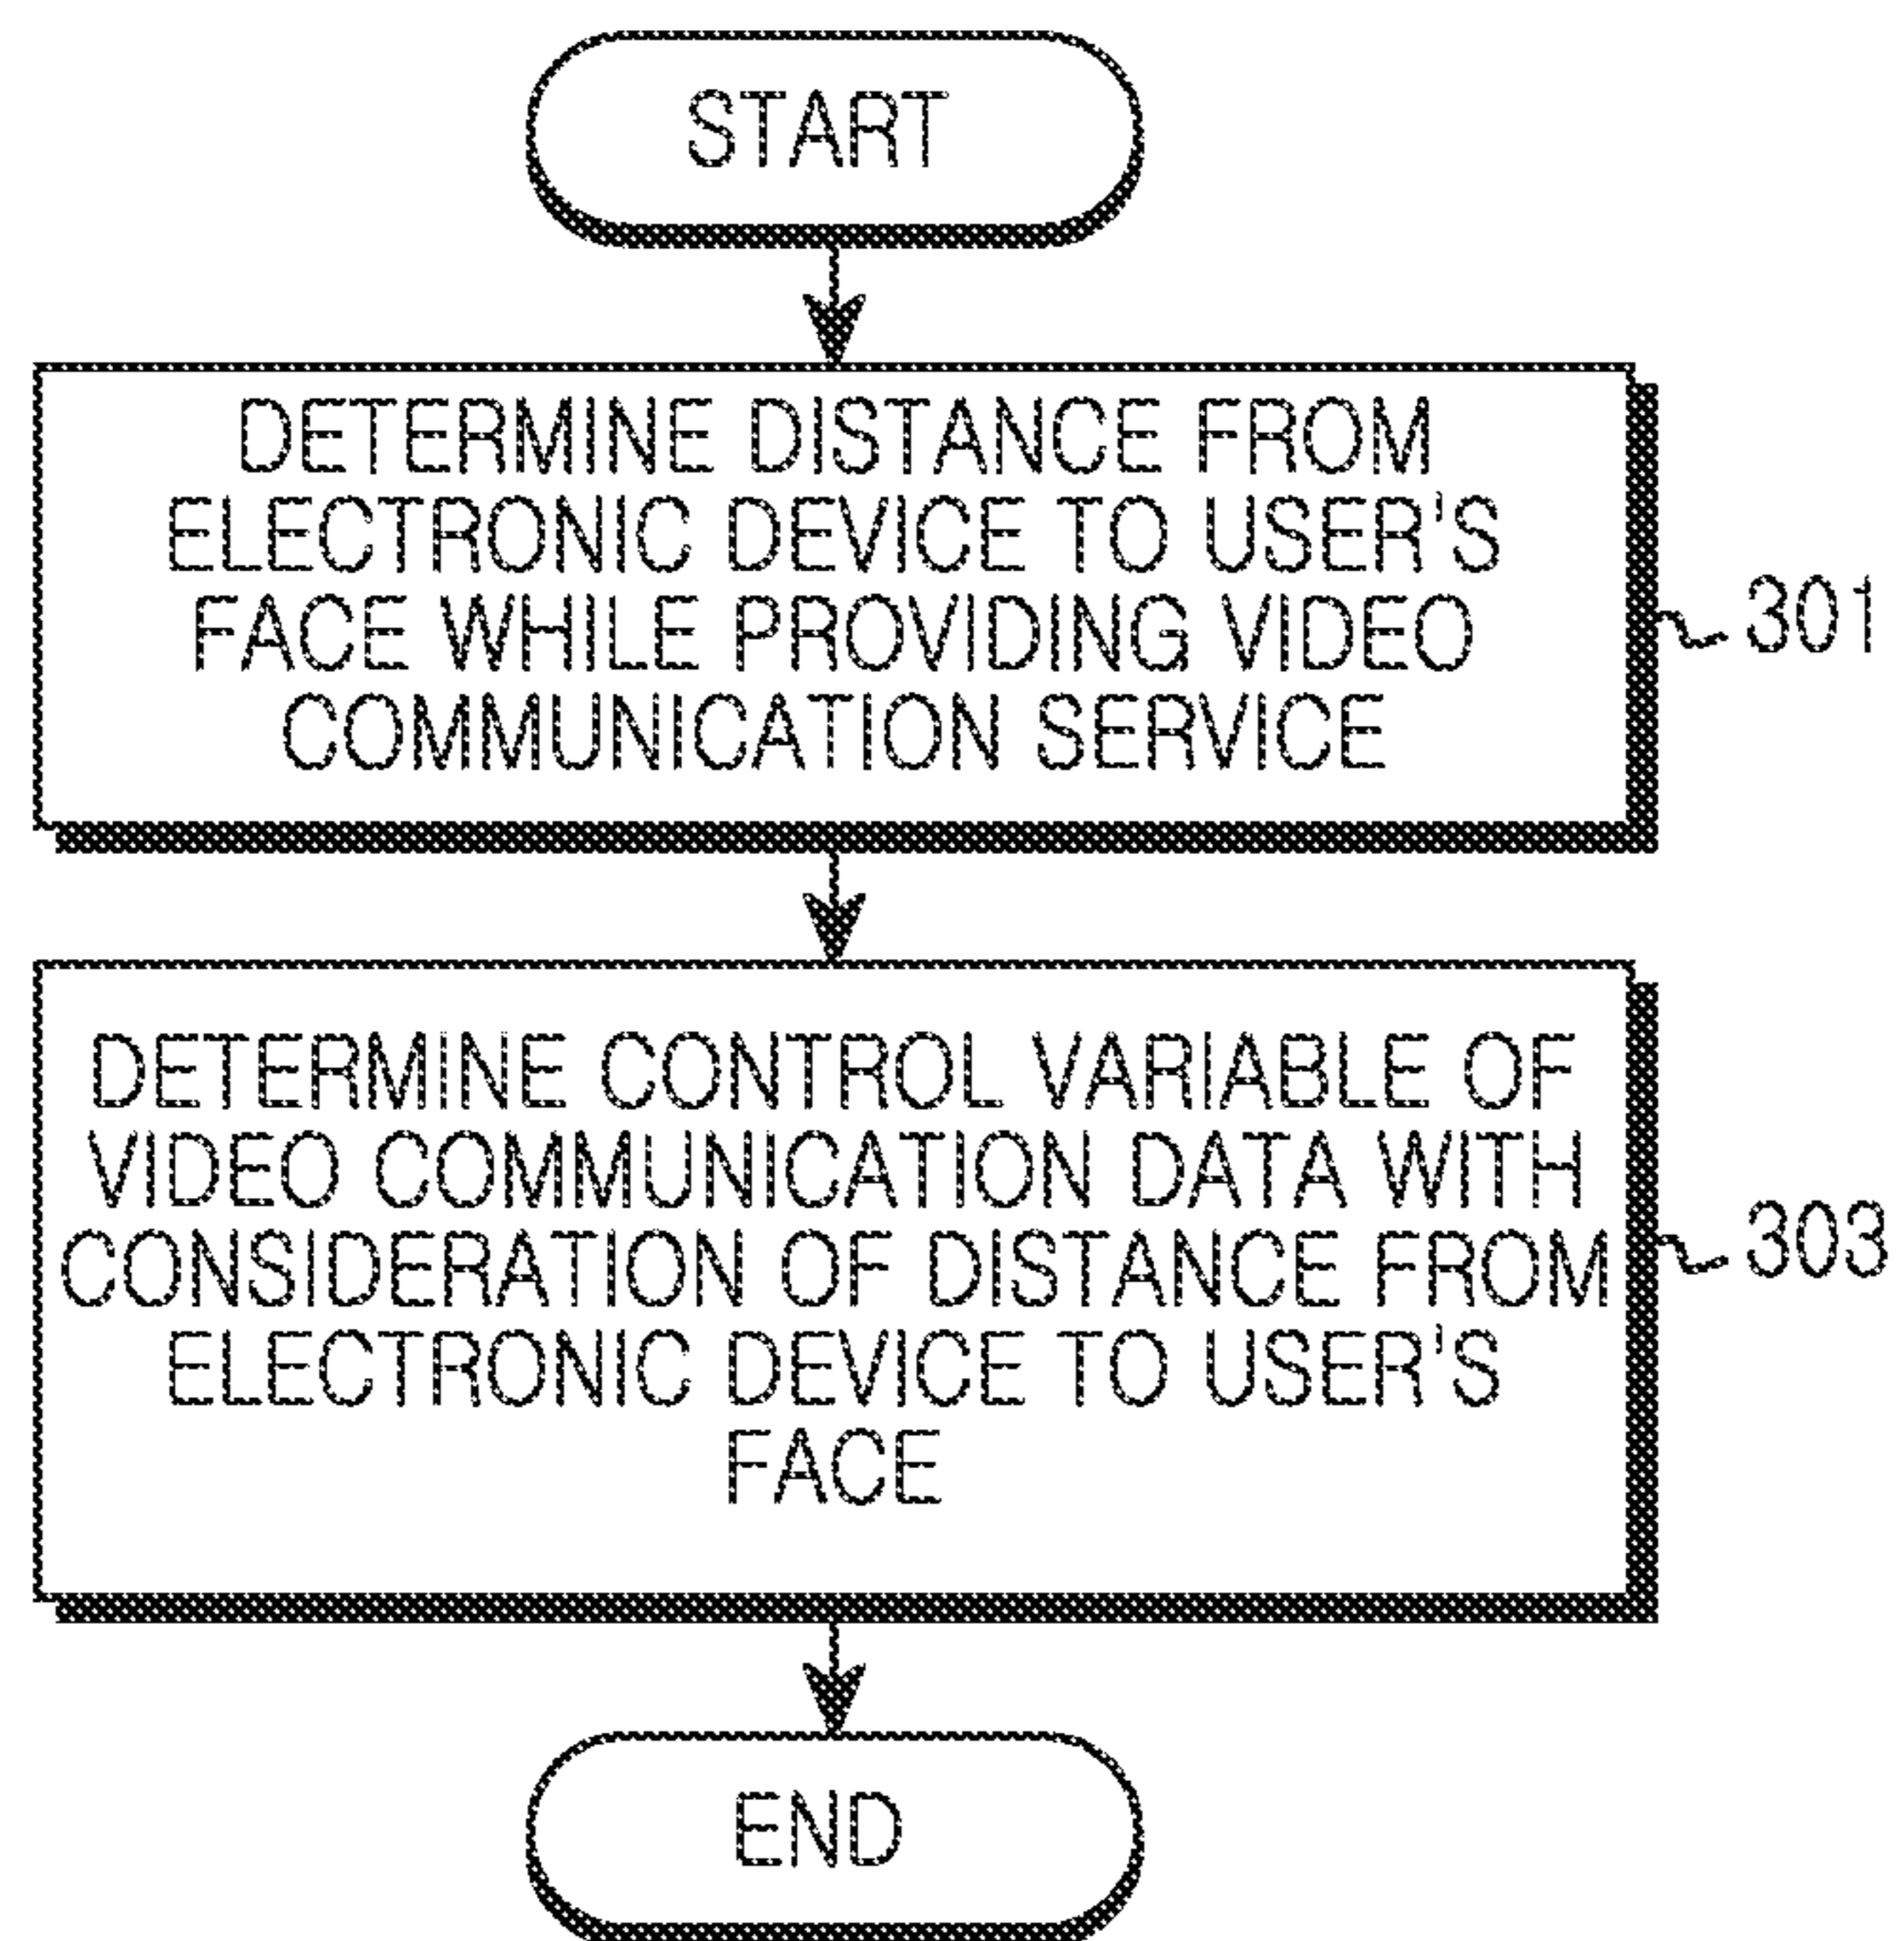 START
DETERMINE DISTANCE FROM
ELECTRONIC DEVICE TO USER'S
FACE WHILE PROVIDING VIDEO
COMMUNICATION SERVICE
301
DETERMINE CONTROL VARIABLE OF
VIDEO COMMUNICATION DATA WITH
CONSIDERATION OF DISTANCE FROM
ELECTRONIC DEVICE TO USER'S
FACE
303
END